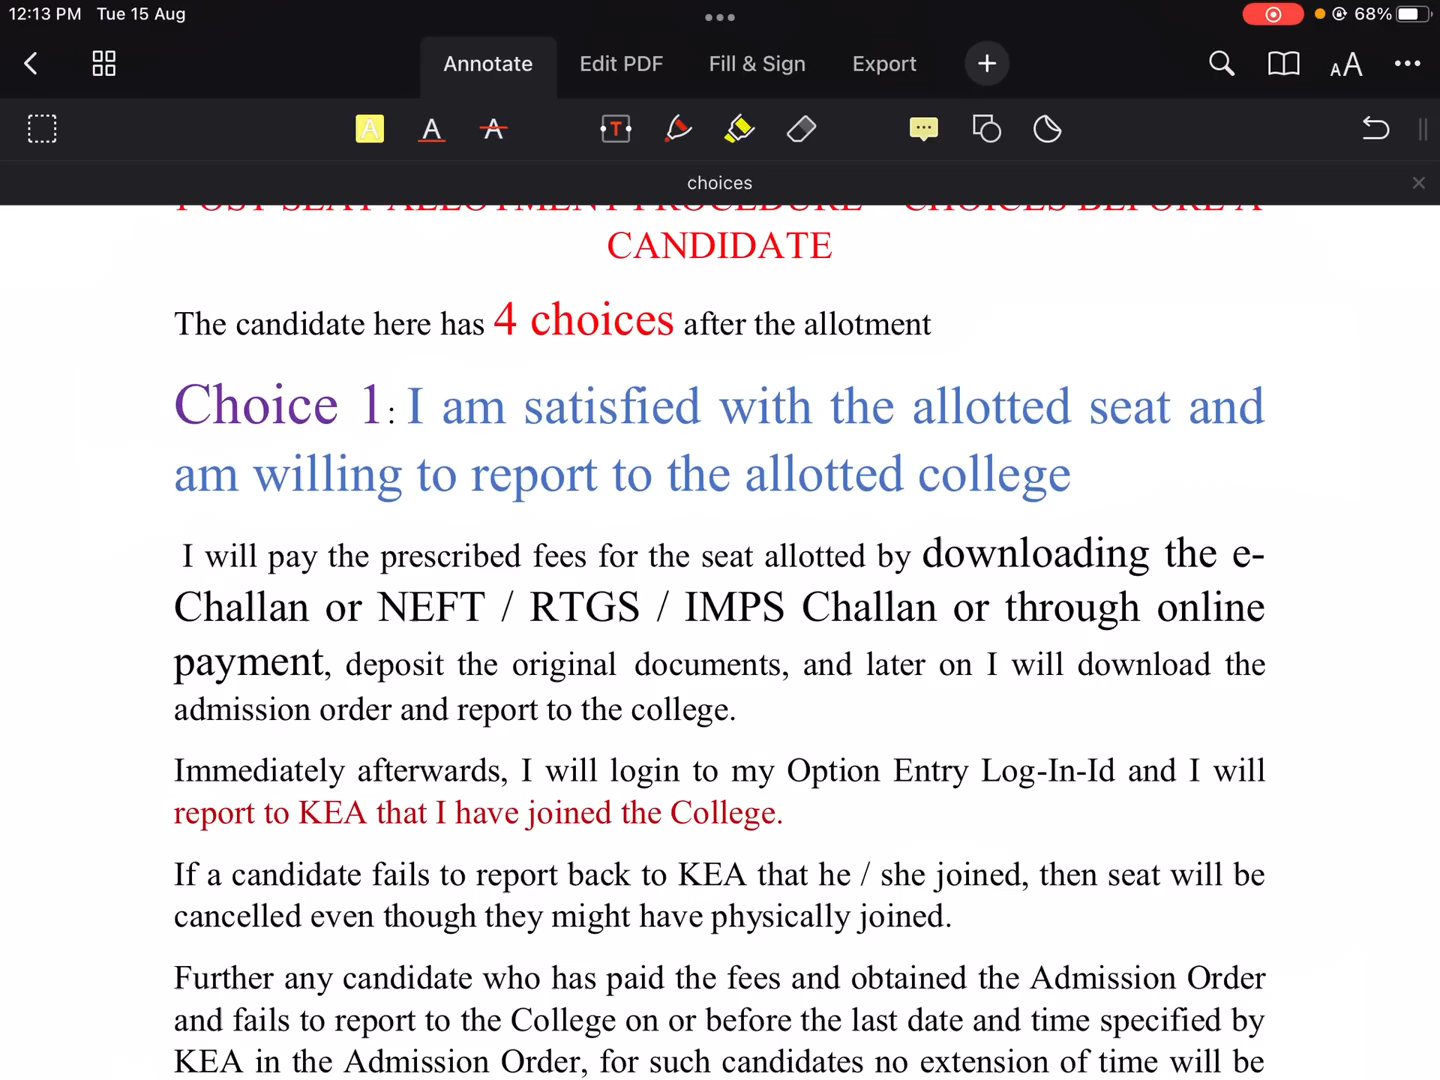 12:13 PM Tue 15 Aug
68%
Annotate Edit PDF Fill & Sign Export
AA
A A A T
choices
POST SEAT ALLOTMENT PROCEDURE – CHOICES BEFORE A
CANDIDATE
The candidate here has 4 choices after the allotment
Choice 1: I am satisfied with the allotted seat and
am willing to report to the allotted college
I will pay the prescribed fees for the seat allotted by downloading the e-
Challan or NEFT / RTGS / IMPS Challan or through online
payment, deposit the original documents, and later on I will download the
admission order and report to the college.
Immediately afterwards, I will login to my Option Entry Log-In-Id and I will
report to KEA that I have joined the College.
If a candidate fails to report back to KEA that he / she joined, then seat will be
cancelled even though they might have physically joined.
Further any candidate who has paid the fees and obtained the Admission Order
and fails to report to the College on or before the last date and time specified by
KEA in the Admission Order, for such candidates no extension of time will be